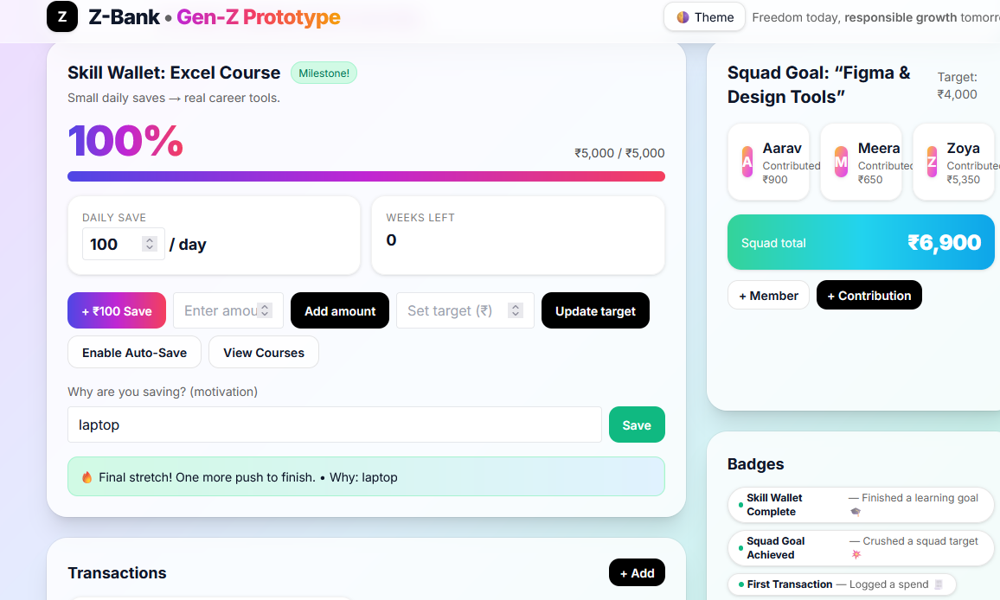 Z
Z-Bank • Gen-Z Prototype
Theme
Freedom today, responsible growth
Skill Wallet: Excel Course
Milestone!
Small daily saves → real career tools.
100%
₹5,000 / ₹5,000
DAILY SAVE
100 / day
WEEKS LEFT
0
+ ₹100 Save
Enter
Add amount
Set target (₹)
Update target
Enable Auto-Save
View Courses
Why are you saving? (motivation)
laptop
Save
🔥 Final stretch! One more push to finish. • Why: laptop
Transactions
+ Add
Squad Goal: “Figma &
Design Tools”
Target:
₹4,000
A
Aarav
Contributed
₹900
M
Meera
Contributed
₹650
Z
Zoya
Contributed
₹5,350
Squad total
₹6,900
+ Member
+ Contribution
Badges
Skill Wallet
Complete
— Finished a learning goal
🎓
Squad Goal
Achieved
— Crushed a squad target
💥
First Transaction — Logged a spend 🧾